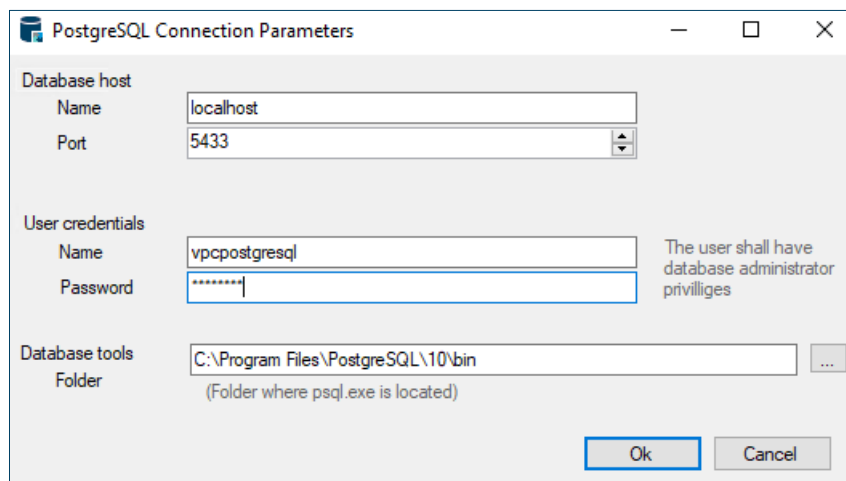 PostgreSQL Connection Parameters
Database host
Name
localhost
Port
5433
User credentials
Name
vpcpostgresql
The user shall have
database administrator
privilliges
Password
********
Database tools
Folder
C:\Program Files\PostgreSQL\10\bin
...
(Folder where psql.exe is located)
Ok
Cancel